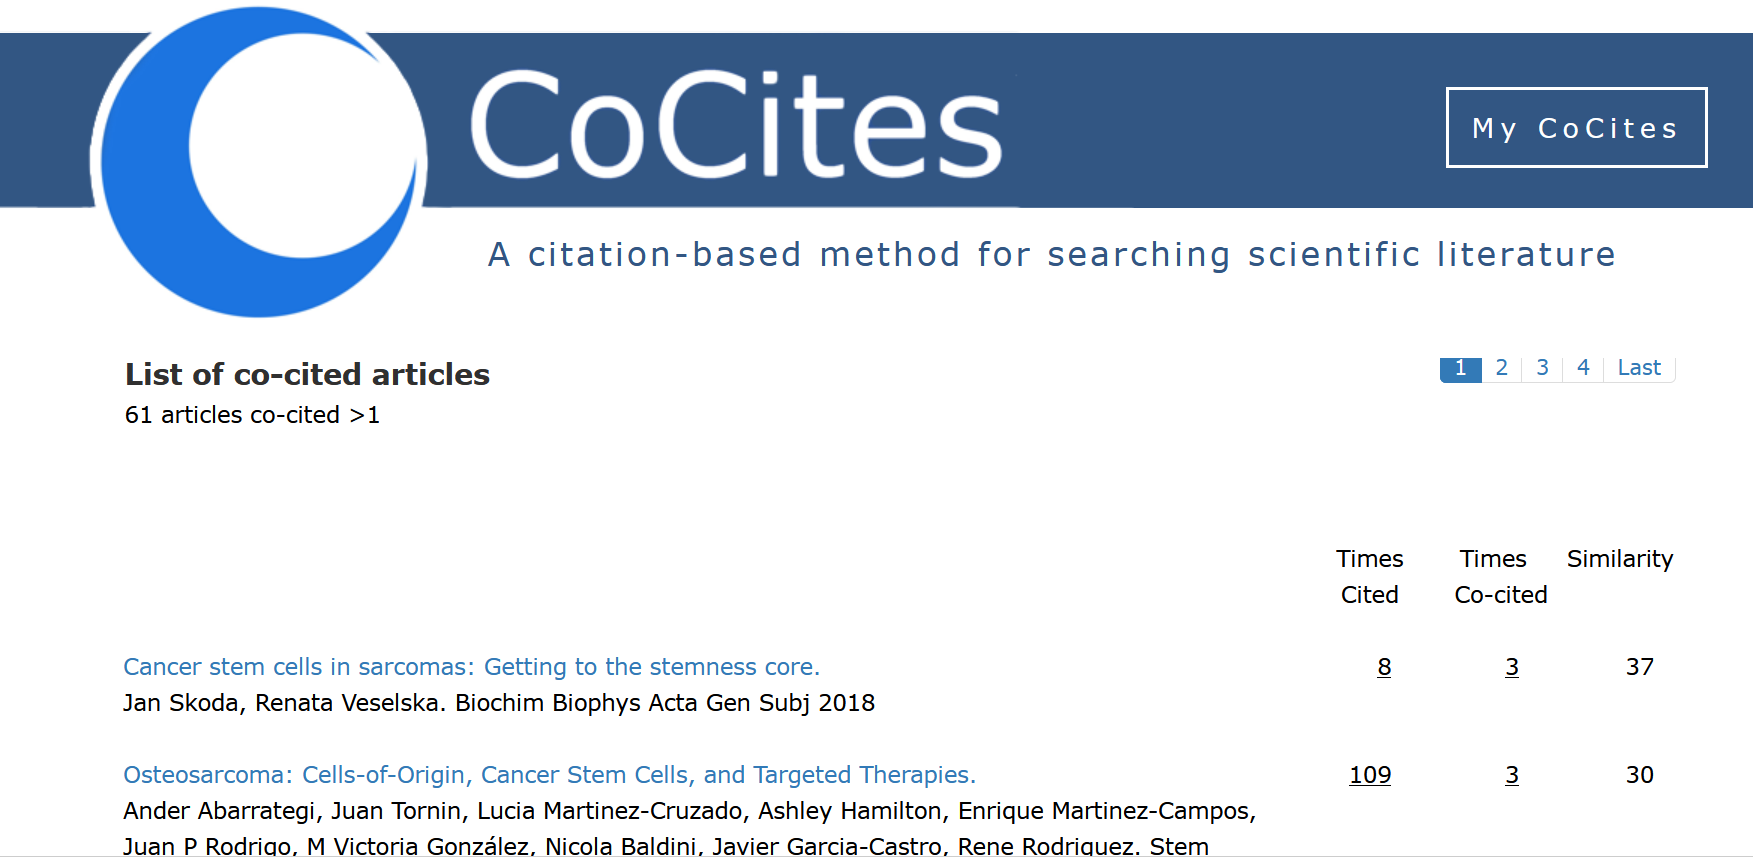 CoCites
My CoCites
A citation-based method for searching scientific literature
List of co-cited articles
1 2 3 4 Last
61 articles co-cited >1
Times Times Similarity
Cited Co-cited
Cancer stem cells in sarcomas: Getting to the stemness core. 8 3 37
Jan Skoda, Renata Veselska. Biochim Biophys Acta Gen Subj 2018
Osteosarcoma: Cells-of-Origin, Cancer Stem Cells, and Targeted Therapies. 109 3 30
Ander Abarrategi, Juan Tornin, Lucia Martinez-Cruzado, Ashley Hamilton, Enrique Martinez-Campos,
Juan P Rodrigo, M Victoria González, Nicola Baldini, Javier Garcia-Castro, Rene Rodriguez. Stem